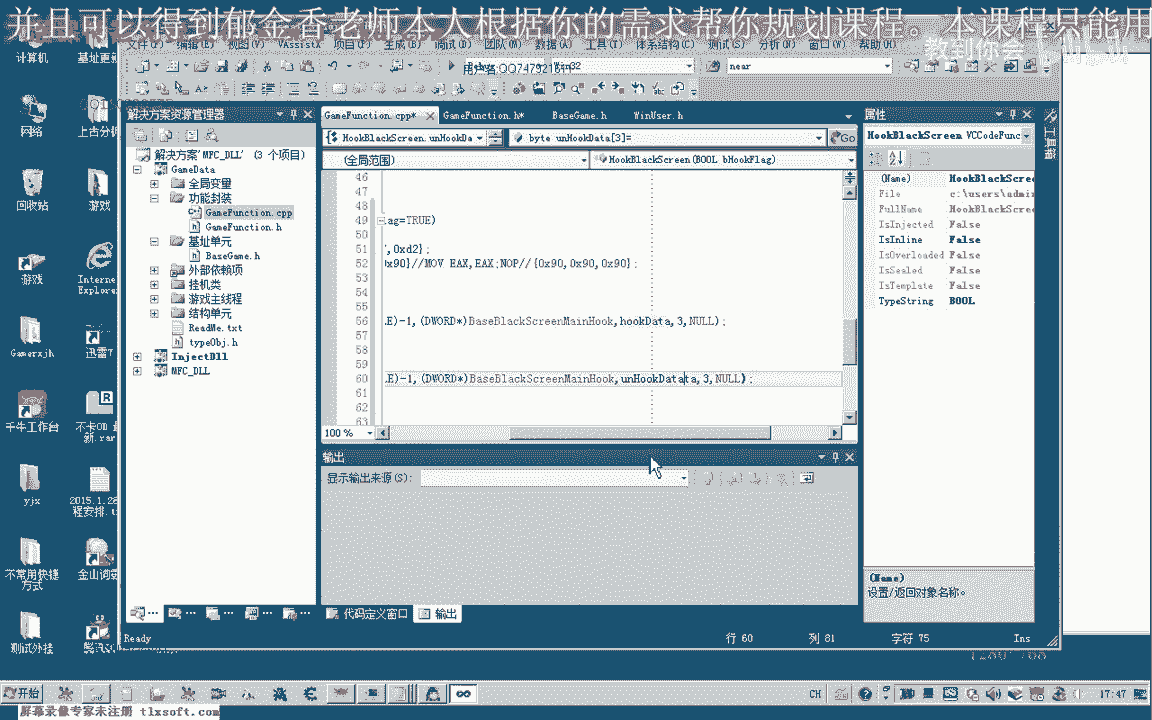 并且可以得到郁金香老师本人根据你的需求帮你规划课程。本课程只能用
文件(F) 编辑(E) 视图(V) VAssistX 项目(P) 生成(B) 调试(D) 团队(M) 数据(A) 工具(T) 体系结构(C) 测试(S) 分析(N) 窗口(W) 帮助(H)
用户名:QQ
Win32
near
计算机
网络
上古分
回收站
游戏
游戏
Interne
Explore
Gamerxjh
迅雷7
千牛工作台
不卡OD
新.rar
yjx
2015.1.28
程安排.t
不常用快捷
方式
金山词
测试外挂
解决方案资源管理器
解决方案'MFC_DLL' (3 个项目)
GameData
全局变量
功能封装
GameFunction.cpp
GameFunction.h
基址单元
BaseGame.h
外部依赖项
挂机类
游戏主线程
结构单元
ReadMe.txt
typeObj.h
InjectDll
MFC_DLL
GameFunction.cpp*
GameFunction.h*
BaseGame.h
WinUser.h
HookBlackScreen.unHookDa
byte unHookData[3]=
Go
(全局范围)
HookBlackScreen(BOOL bHookFlag)
46
47
48
49 ag=TRUE)
50
51 ,0xd2};
52 0x90}//MOV EAX,EAX;NOP//{0x90,0x90,0x90};
53
54
55
56 E)-1,(DWORD*)BaseBlackScreenMainHook,hookData,3,NULL);
57
58
59
60 E)-1,(DWORD*)BaseBlackScreenMainHook,unHookDatata,3,NULL);
61
62
63
100 %
输出
显示输出来源(S):
代码定义窗口
输出
属性
HookBlackScreen VCCodeFunc
(Name) HookBlackScre
File c:\users\admi
FullName HookBlackScre
IsInjected False
IsInline False
IsOverloaded False
IsSealed False
IsTemplate False
TypeString BOOL
(Name)
设置/返回对象名称。
工具箱
Ready
行 60
列 81
字符 75
Ins
开始
CH
17:47
屏幕录像专家未注册 tlxsoft.com